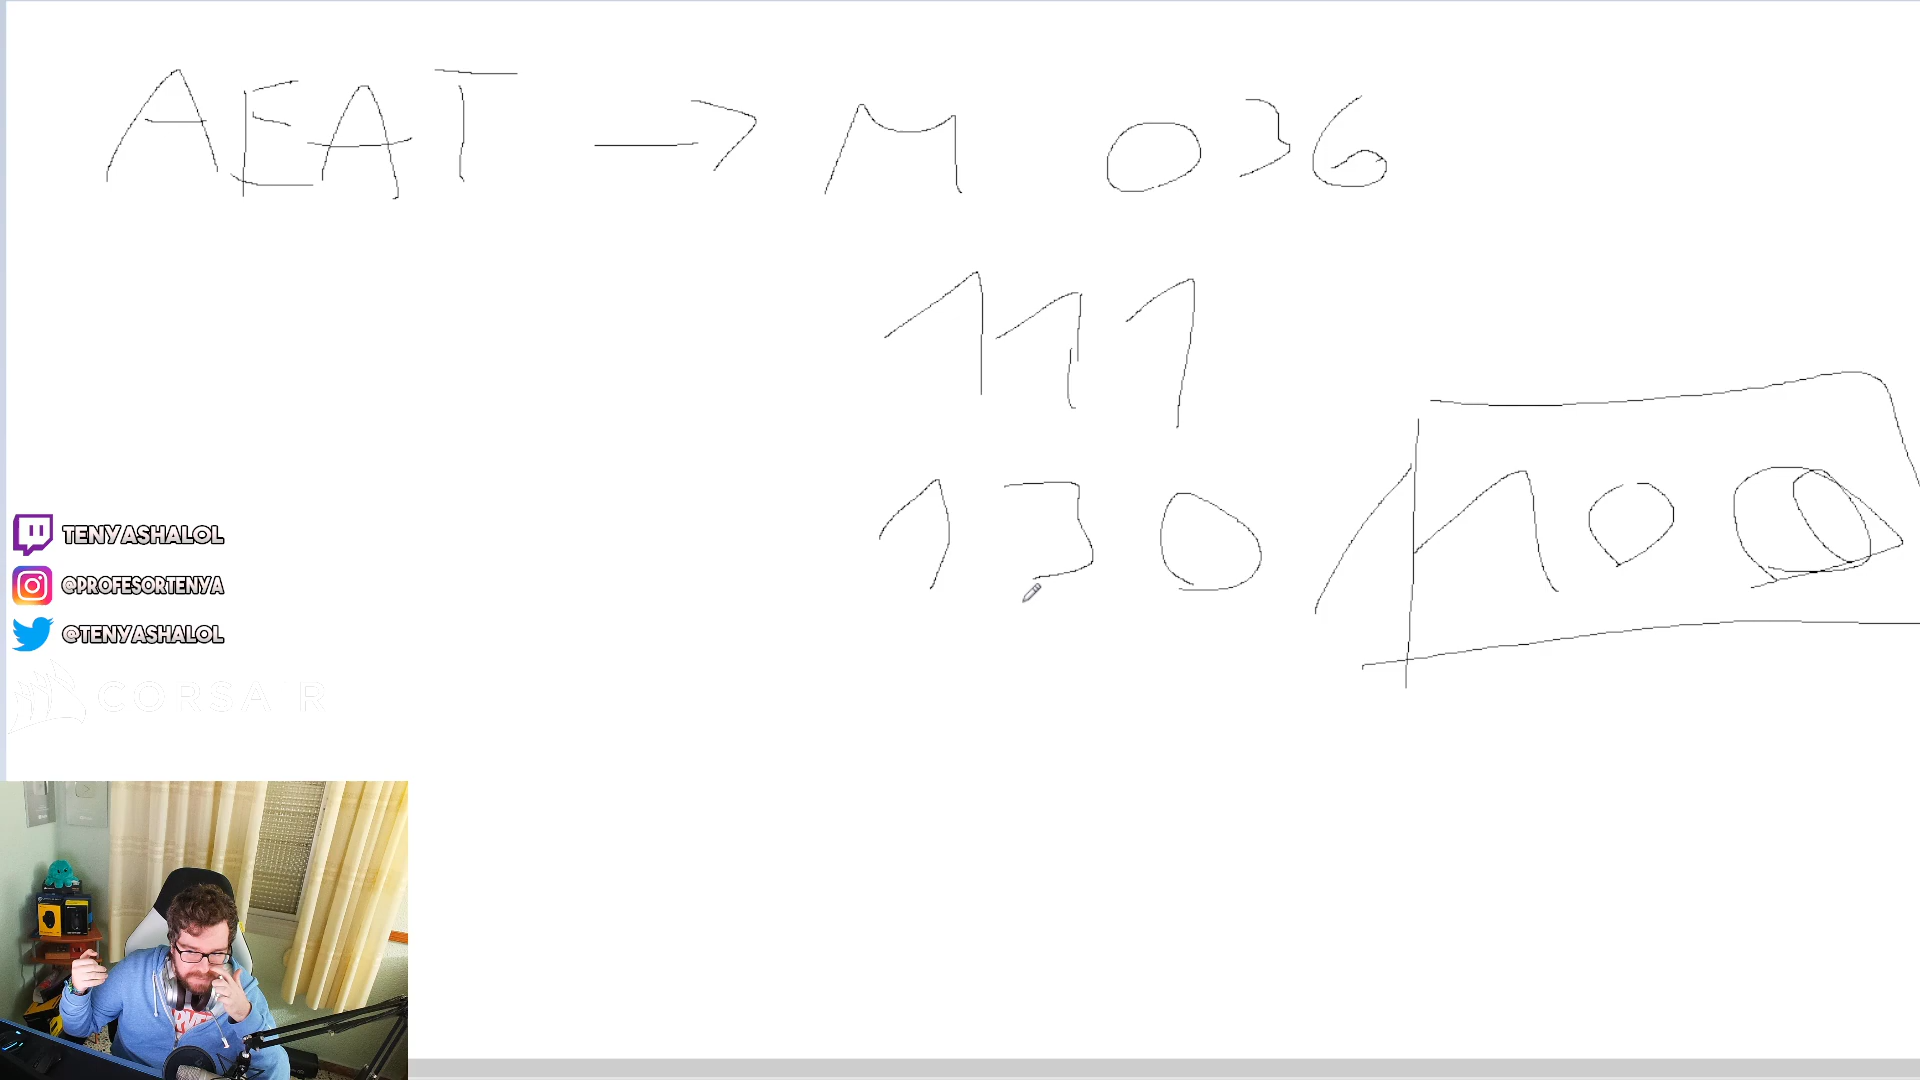 AEAT → M 036
111
130 / 100
TENYASHALOL
@PROFESORTENYA
@TENYASHALOL
CORSAIR